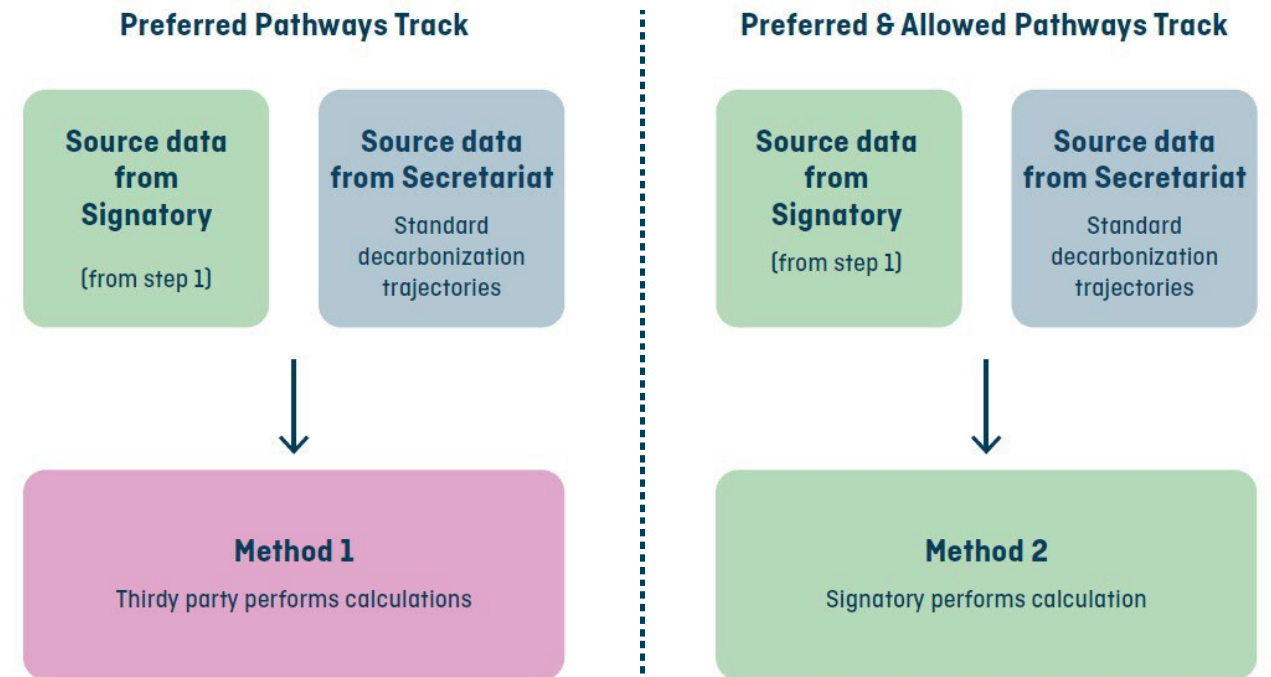 Preferred Pathways Track
Source data
from
Signatory
(from step 1)
Source data
from Secretariat
Standard
decarbonization
trajectories
Method 1
Thirdy party performs calculations
Preferred & Allowed Pathways Track
Source data
from
Signatory
(from step 1)
Source data
from Secretariat
Standard
decarbonization
trajectories
Method 2
Signatory performs calculation